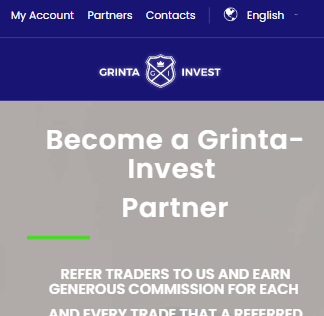 My Account Partners Contacts English
GRINTA GI INVEST
Become a Grinta-
Invest
Partner
REFER TRADERS TO US AND EARN
GENEROUS COMMISSION FOR EACH
AND EVERY TRADE THAT A REFERRED